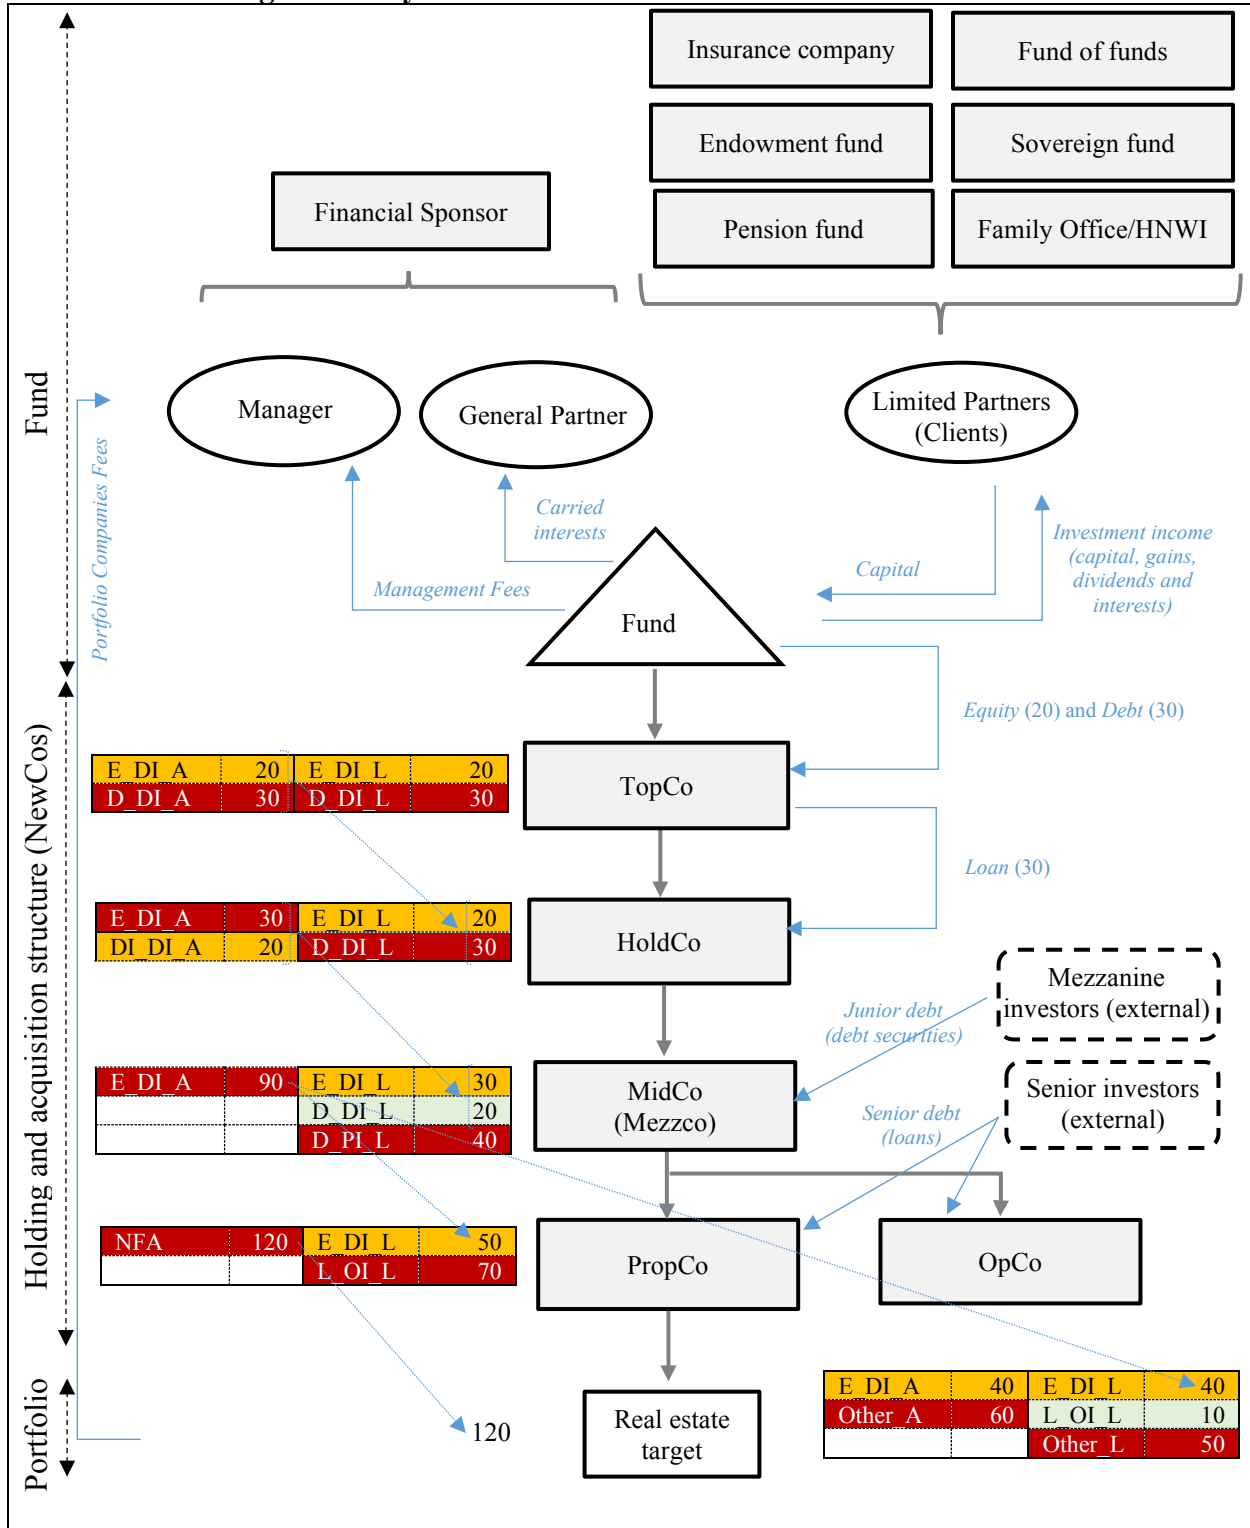 Insurance company
Fund of funds
Endowment fund
Sovereign fund
Financial Sponsor
Pension fund
Family Office/HNWI
Fund
Manager
General Partner
Limited Partners
(Clients)
Portfolio Companies Fees
Carried
interests
Management Fees
Capital
Investment income
(capital, gains,
dividends and
interests)
Fund
Equity (20) and Debt (30)
Holding and acquisition structure (NewCos)
E_DI_A 20 E_DI_L 20
D_DI_A 30 D_DI_L 30
TopCo
Loan (30)
E_DI_A 30 E_DI_L 20
DI_DI_A 20 D_DI_L 30
HoldCo
Mezzanine
investors (external)
Junior debt
(debt securities)
E_DI_A 90 E_DI_L 30
D_DI_L 20
D_PI_L 40
MidCo
(Mezzco)
Senior investors
(external)
Senior debt
(loans)
NFA 120 E_DI_L 50
L_OI_L 70
PropCo
OpCo
Portfolio
120
Real estate
target
E_DI_A 40 E_DI_L 40
Other_A 60 L_OI_L 10
Other_L 50